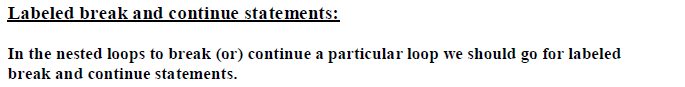 Labeled break and continue statements:
In the nested loops to break (or) continue a particular loop we should go for labeled
break and continue statements.